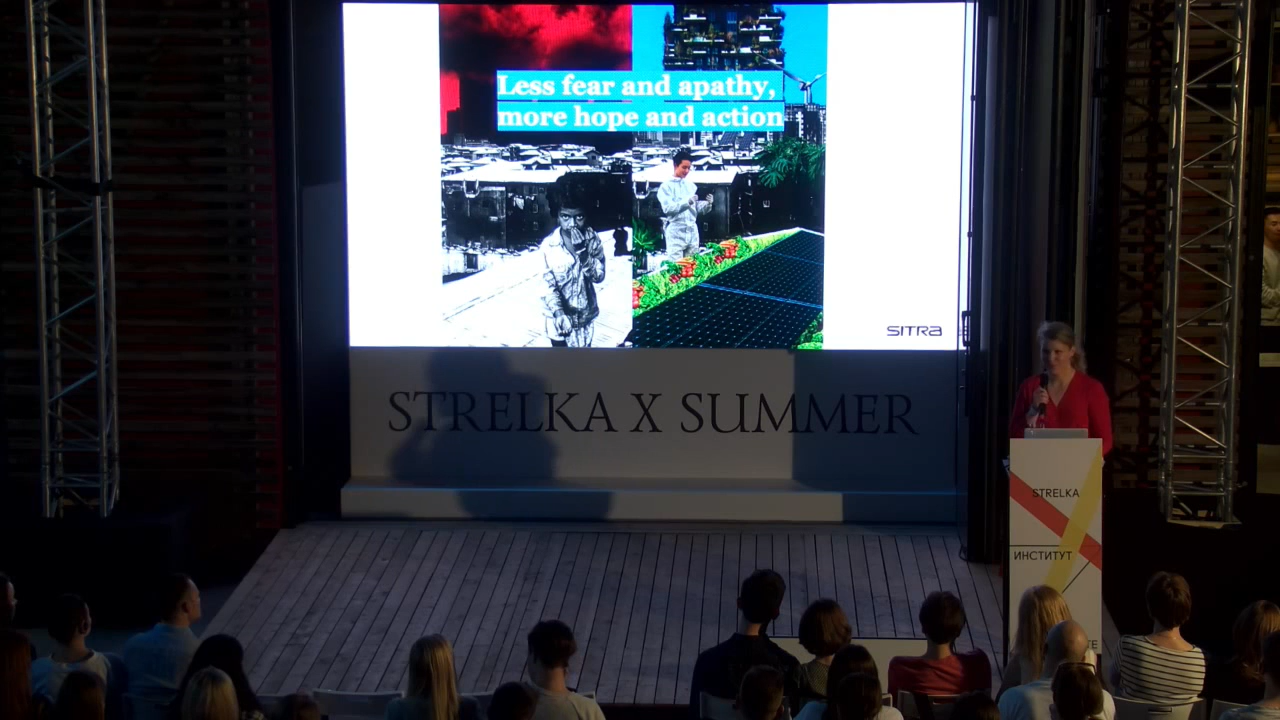 Less fear and apathy,
more hope and action
SITRA
STRELKA X SUMMER
STRELKA
ИНСТИТУТ